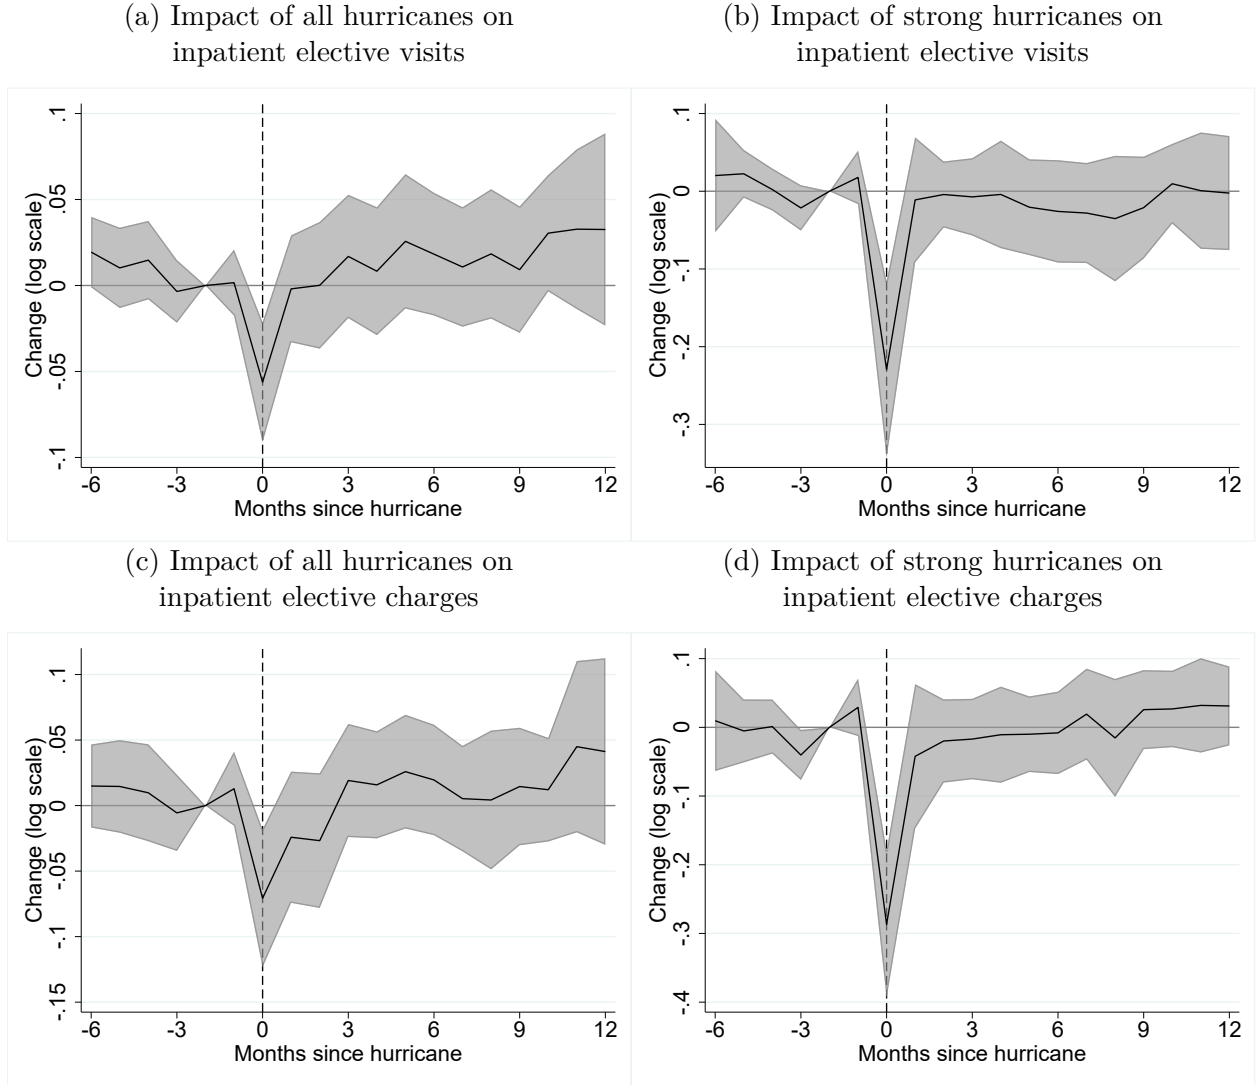 (a) Impact of all hurricanes on
inpatient elective visits
Change (log scale)
.1
.05
0
-.05
-.1
-6 -3 0 3 6 9 12
Months since hurricane
(b) Impact of strong hurricanes on
inpatient elective visits
Change (log scale)
.1
0
-.1
-.2
-.3
-6 -3 0 3 6 9 12
Months since hurricane
(c) Impact of all hurricanes on
inpatient elective charges
Change (log scale)
.1
.05
0
-.05
-.1
-.15
-6 -3 0 3 6 9 12
Months since hurricane
(d) Impact of strong hurricanes on
inpatient elective charges
Change (log scale)
.1
0
-.1
-.2
-.3
-.4
-6 -3 0 3 6 9 12
Months since hurricane